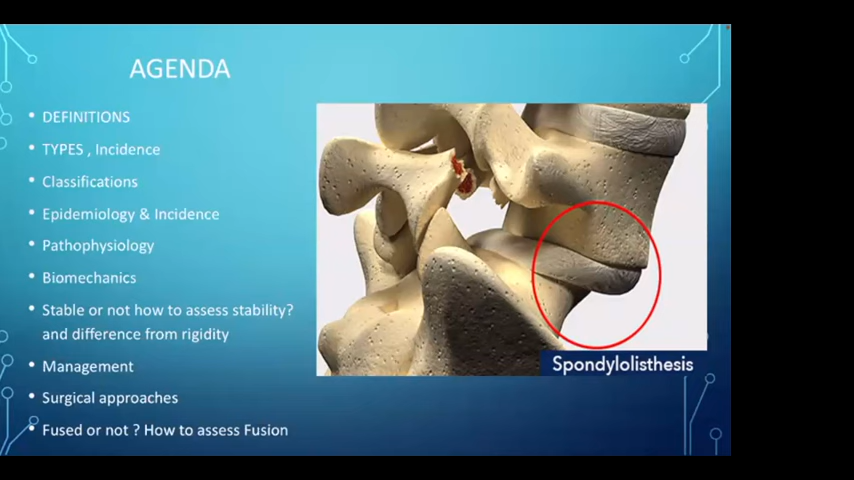 AGENDA
• DEFINITIONS
• TYPES , Incidence
• Classifications
• Epidemiology & Incidence
• Pathophysiology
• Biomechanics
• Stable or not how to assess stability?
and difference from rigidity
• Management
• Surgical approaches
• Fused or not ? How to assess Fusion
Spondylolisthesis